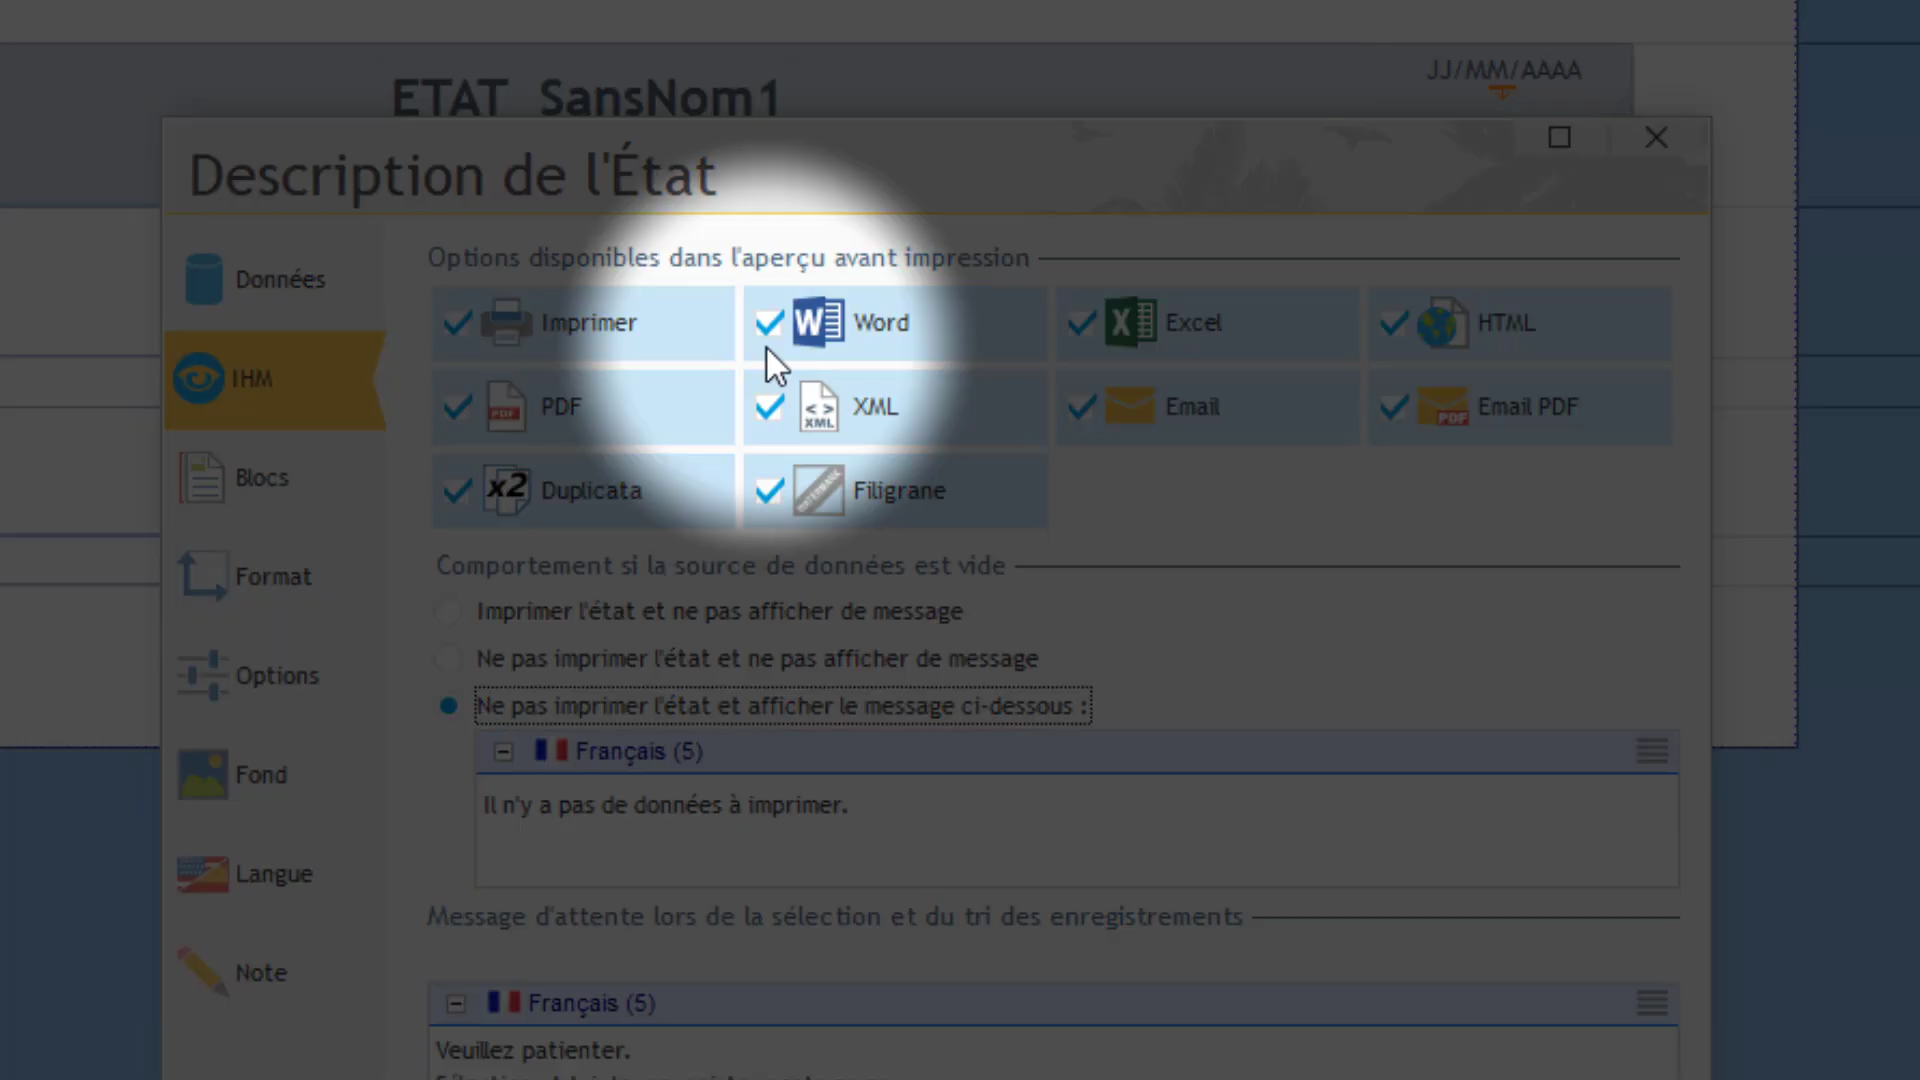 JJ/MM/AAAA
ETAT_SansNom1
Description de l'État
Options disponibles dans l'aperçu avant impression
Imprimer
Word
Excel
HTML
PDF
XML
Email
Email PDF
Duplicata
Filigrane
Données
IHM
Blocs
Format
Options
Fond
Langue
Note
Comportement si la source de données est vide
Imprimer l'état et ne pas afficher de message
Ne pas imprimer l'état et ne pas afficher de message
Ne pas imprimer l'état et afficher le message ci-dessous :
Français (5)
Il n'y a pas de données à imprimer.
Message d'attente lors de la sélection et du tri des enregistrements
Français (5)
Veuillez patienter.